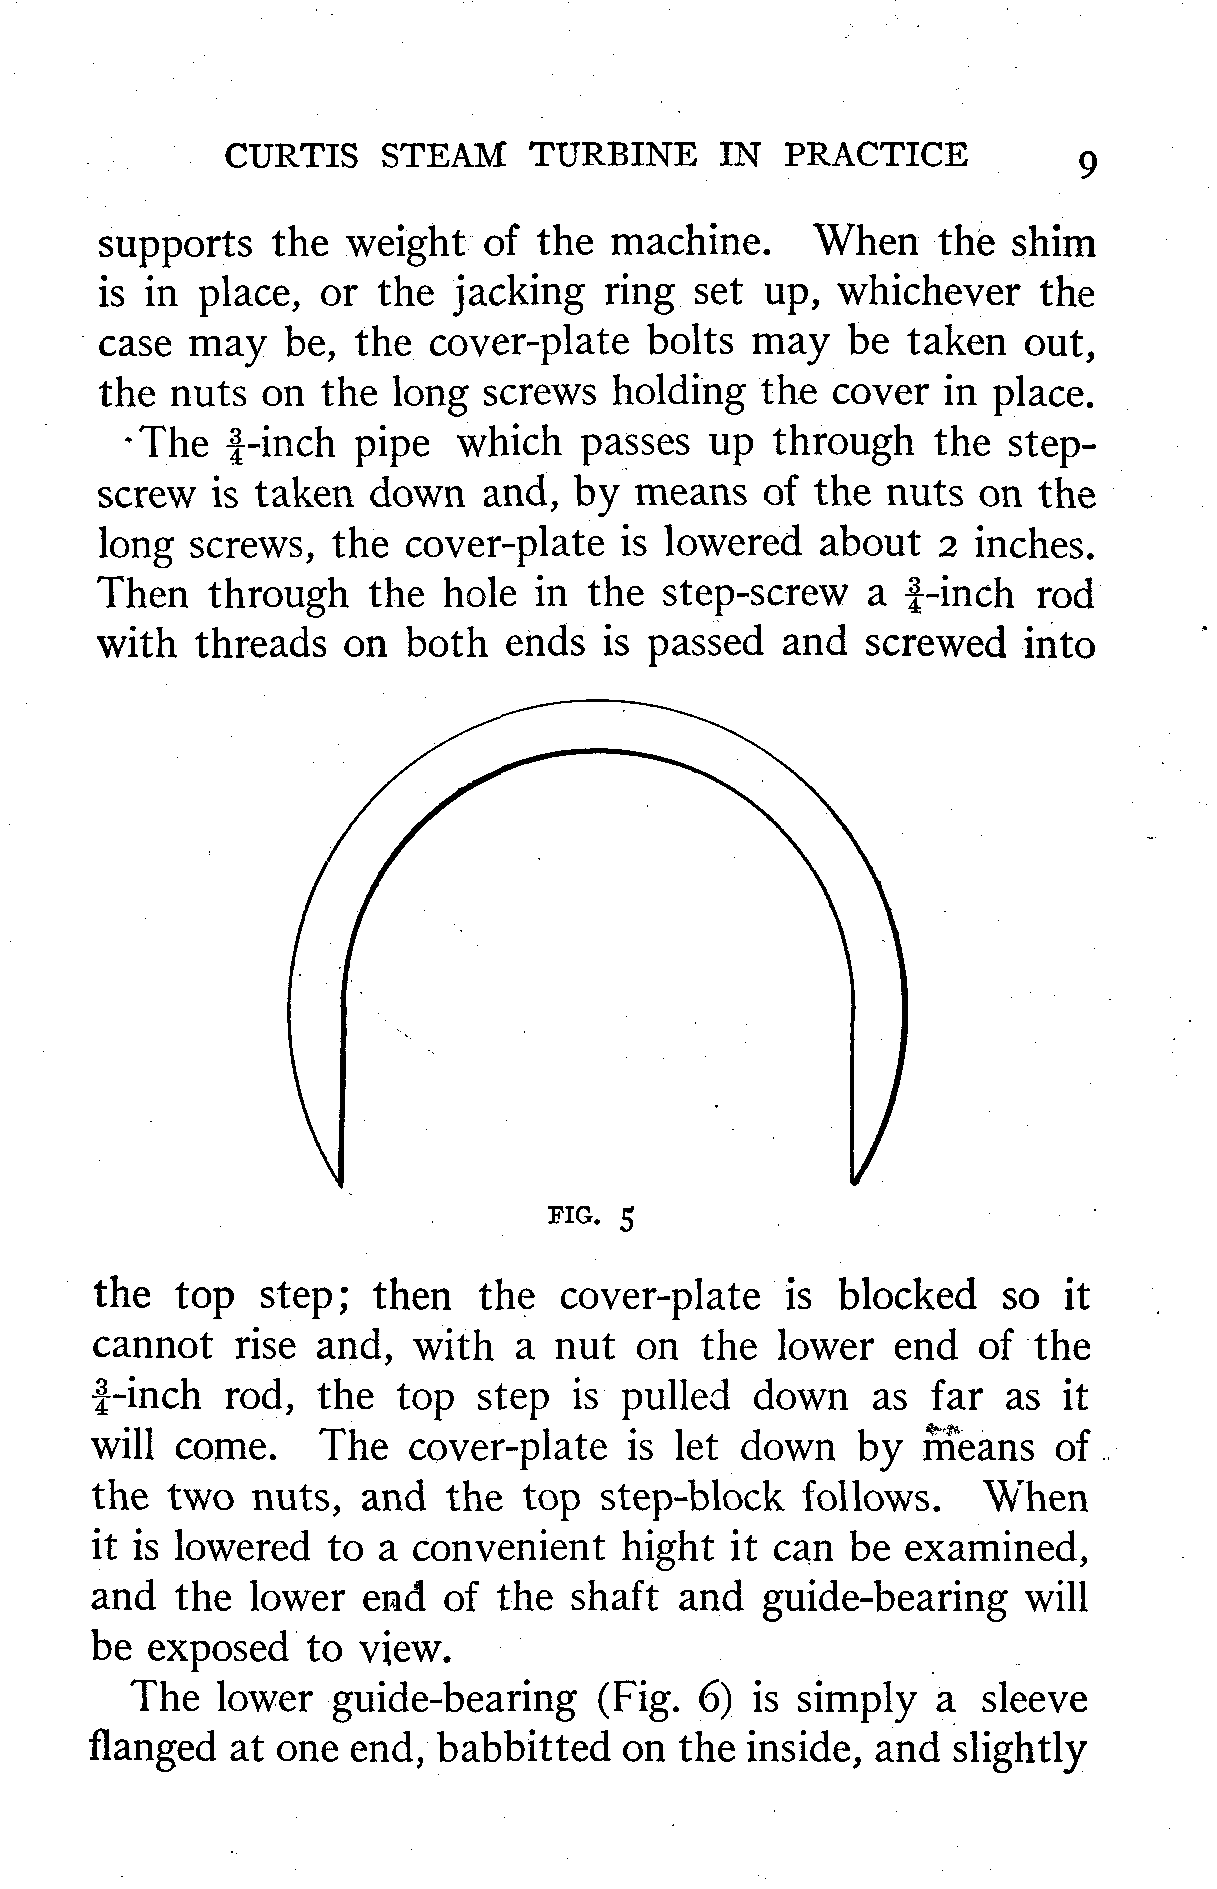 CURTIS STEAM TURBINE IN PRACTICE 9
supports the weight of the machine. When the shim
is in place, or the jacking ring set up, whichever the
case may be, the cover-plate bolts may be taken out,
the nuts on the long screws holding the cover in place.
The ¾-inch pipe which passes up through the step-
screw is taken down and, by means of the nuts on the
long screws, the cover-plate is lowered about 2 inches.
Then through the hole in the step-screw a ¾-inch rod
with threads on both ends is passed and screwed into
FIG. 5
the top step; then the cover-plate is blocked so it
cannot rise and, with a nut on the lower end of the
¾-inch rod, the top step is pulled down as far as it
will come. The cover-plate is let down by means of
the two nuts, and the top step-block follows. When
it is lowered to a convenient hight it can be examined,
and the lower end of the shaft and guide-bearing will
be exposed to view.
The lower guide-bearing (Fig. 6) is simply a sleeve
flanged at one end, babbitted on the inside, and slightly